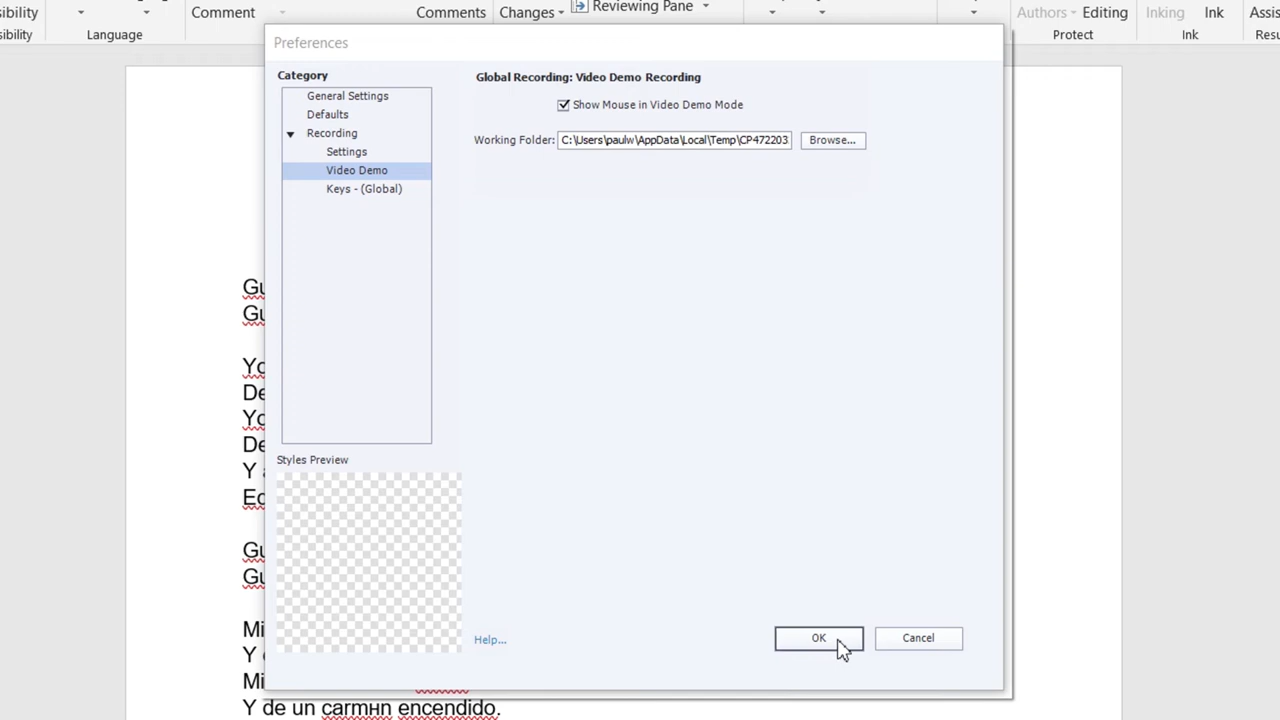 sibility
Comment
Comments
Changes
Reviewing Pane
Authors
Editing
Inking
Ink
Assis
sibility
Language
Protect
Ink
Resu
Preferences
Category
General Settings
Defaults
Recording
Settings
Video Demo
Keys - (Global)
Global Recording: Video Demo Recording
Show Mouse in Video Demo Mode
Working Folder: C:\Users\paulw\AppData\Local\Temp\CP472203 Browse...
Styles Preview
Help...
OK
Cancel
Gu
Gu
Yo
De
Yo
De
Y
Ec
Gu
Gu
Mi
Y
Mi
Y de un carmнn encendido.